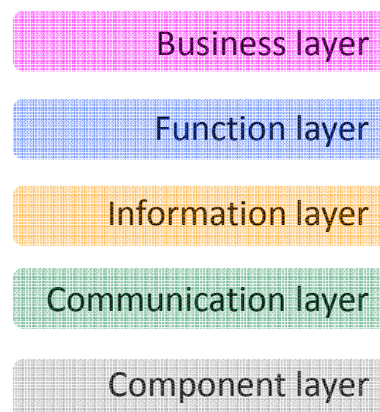 Business layer
Function layer
Information layer
Communication layer
Component layer